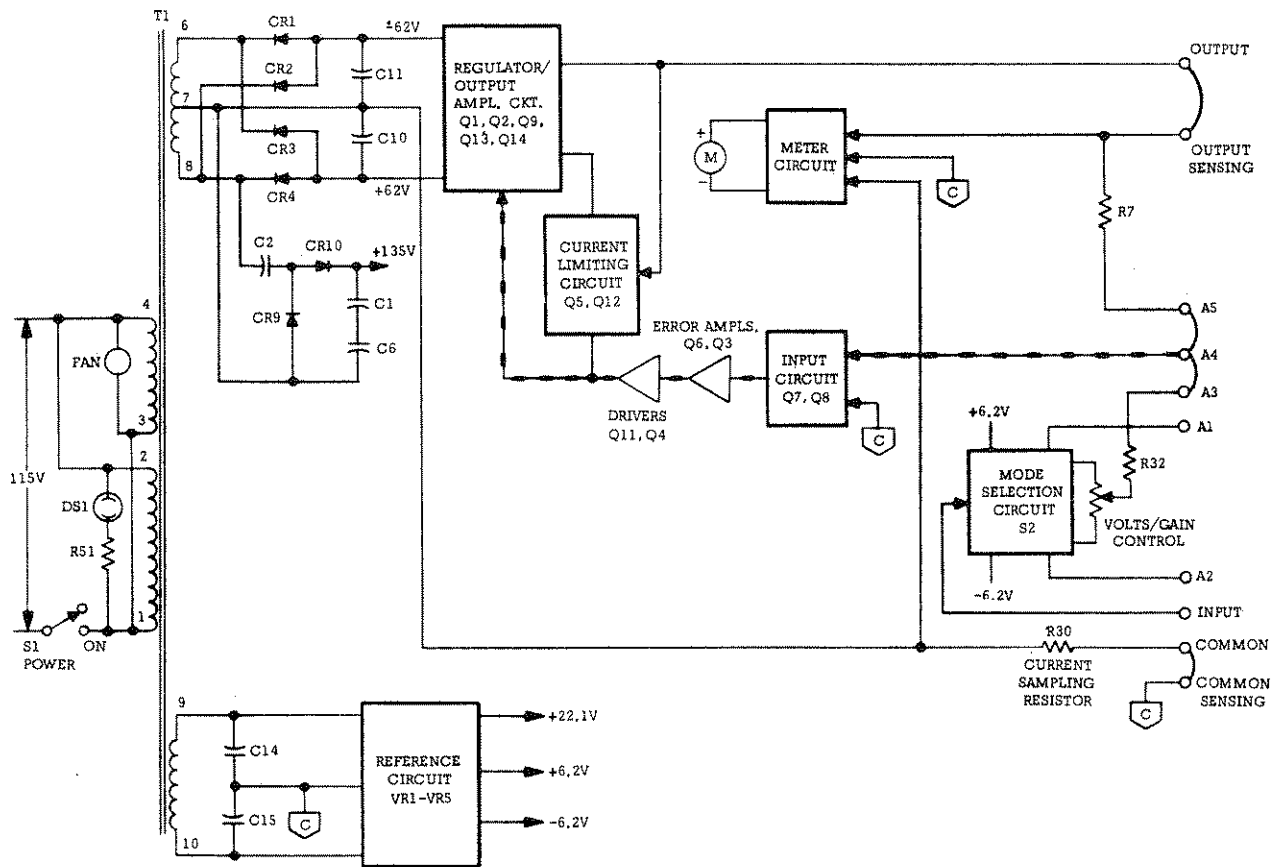 T1
6
CR1
±62V
CR2
C11
7
CR3
C10
8
CR4
+62V
C2
CR10
+135V
CR9
C1
C6
REGULATOR/
OUTPUT
AMPL. CKT.
Q1, Q2, Q9,
Q13, Q14
+
M
-
METER
CIRCUIT
C
OUTPUT
OUTPUT
SENSING
R7
CURRENT
LIMITING
CIRCUIT
Q5, Q12
ERROR AMPLS,
Q6, Q3
DRIVERS
Q11, Q4
INPUT
CIRCUIT
Q7, Q8
C
A5
A4
A3
A1
R32
+6.2V
MODE
SELECTION
CIRCUIT
S2
-6.2V
VOLTS/GAIN
CONTROL
A2
INPUT
4
FAN
3
115V
2
DS1
R51
1
S1
POWER
ON
R30
CURRENT
SAMPLING
RESISTOR
COMMON
COMMON
SENSING
C
9
C14
C15
C
10
REFERENCE
CIRCUIT
VR1-VR5
+22.1V
+6.2V
-6.2V